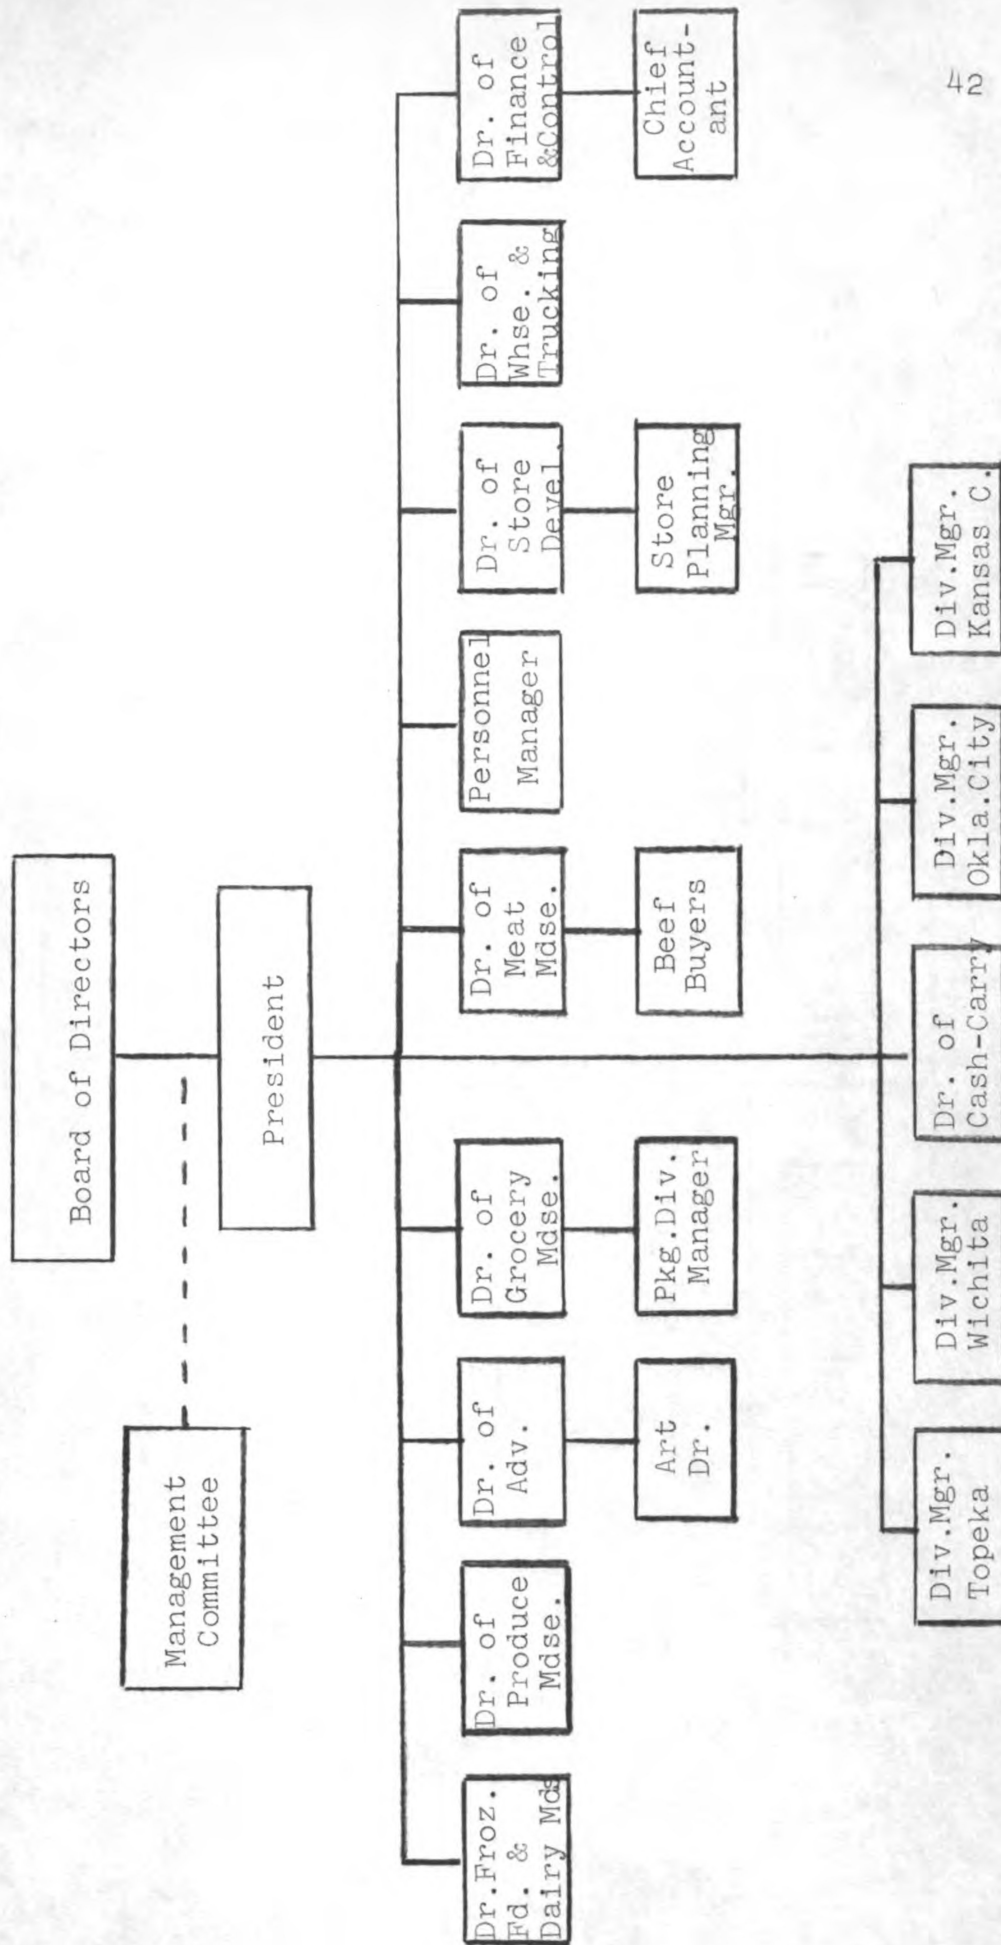 Board of Directors
Management
Committee
President
Dr.Froz.
Fd. &
Dairy Mds
Dr. of
Produce
Mdse.
Dr. of
Adv.
Dr. of
Grocery
Mdse.
Dr. of
Meat
Mdse.
Personnel
Manager
Dr. of
Store
Devel.
Dr. of
Whse. &
Trucking
Dr. of
Finance
&Control
Art
Dr.
Pkg.Div.
Manager
Beef
Buyers
Store
Planning
Mgr.
Chief
Account-
ant
Div.Mgr.
Topeka
Div.Mgr.
Wichita
Dr. of
Cash-Carry
Div.Mgr.
Okla.City
Div.Mgr.
Kansas C.
42